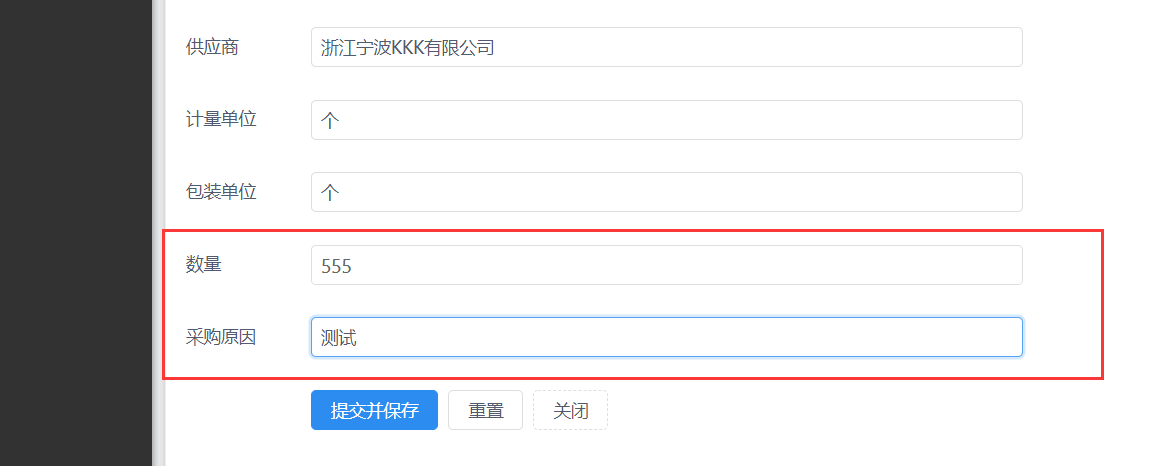 供应商 浙江宁波KKK有限公司
计量单位 个
包装单位 个
数量 555
采购原因 测试
提交并保存 重置 关闭